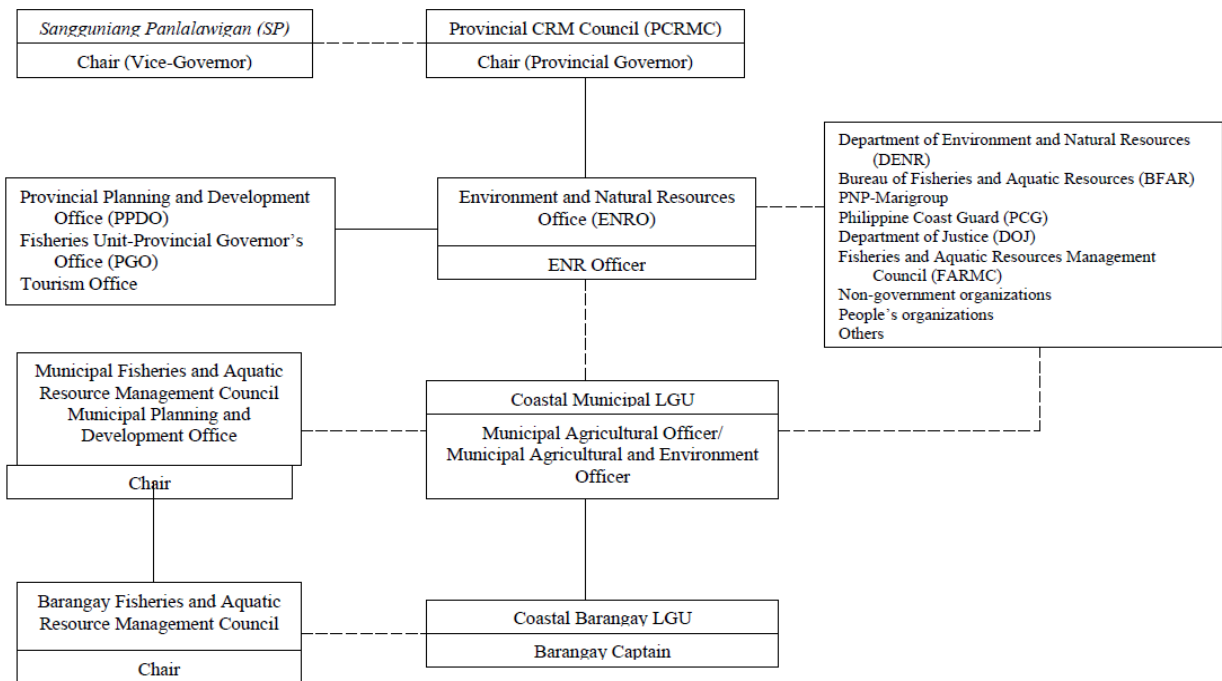 Sangguniang Panlalawigan (SP)
Chair (Vice-Governor)
Provincial CRM Council (PCRMC)
Chair (Provincial Governor)
Department of Environment and Natural Resources
(DENR)
Bureau of Fisheries and Aquatic Resources (BFAR)
PNP-Marigroup
Philippine Coast Guard (PCG)
Department of Justice (DOJ)
Fisheries and Aquatic Resources Management
Council (FARMC)
Non-government organizations
People's organizations
Others
Provincial Planning and Development
Office (PPDO)
Fisheries Unit-Provincial Governor's
Office (PGO)
Tourism Office
Environment and Natural Resources
Office (ENRO)
ENR Officer
Municipal Fisheries and Aquatic
Resource Management Council
Municipal Planning and
Development Office
Chair
Coastal Municipal LGU
Municipal Agricultural Officer/
Municipal Agricultural and Environment
Officer
Barangay Fisheries and Aquatic
Resource Management Council
Chair
Coastal Barangay LGU
Barangay Captain